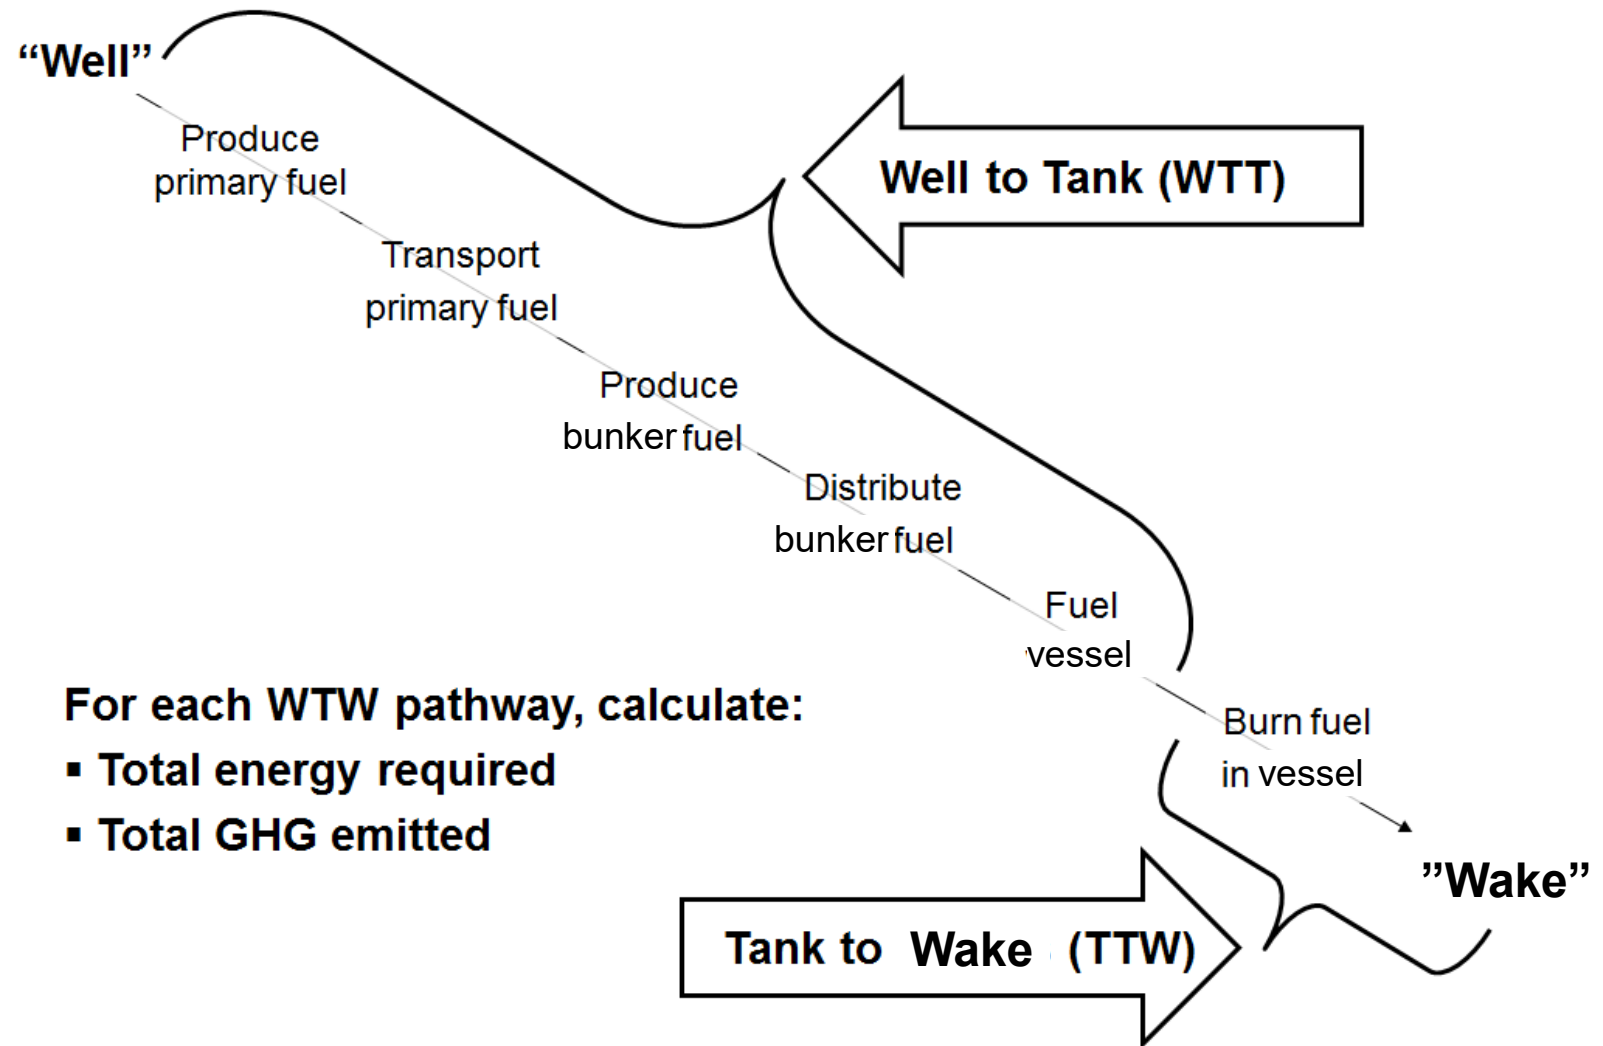 “Well”
Produce
primary fuel
Well to Tank (WTT)
Transport
primary fuel
Produce
bunker fuel
Distribute
bunker fuel
Fuel
vessel
For each WTW pathway, calculate:
▪ Total energy required
▪ Total GHG emitted
Burn fuel
in vessel
”Wake”
Tank to Wake (TTW)